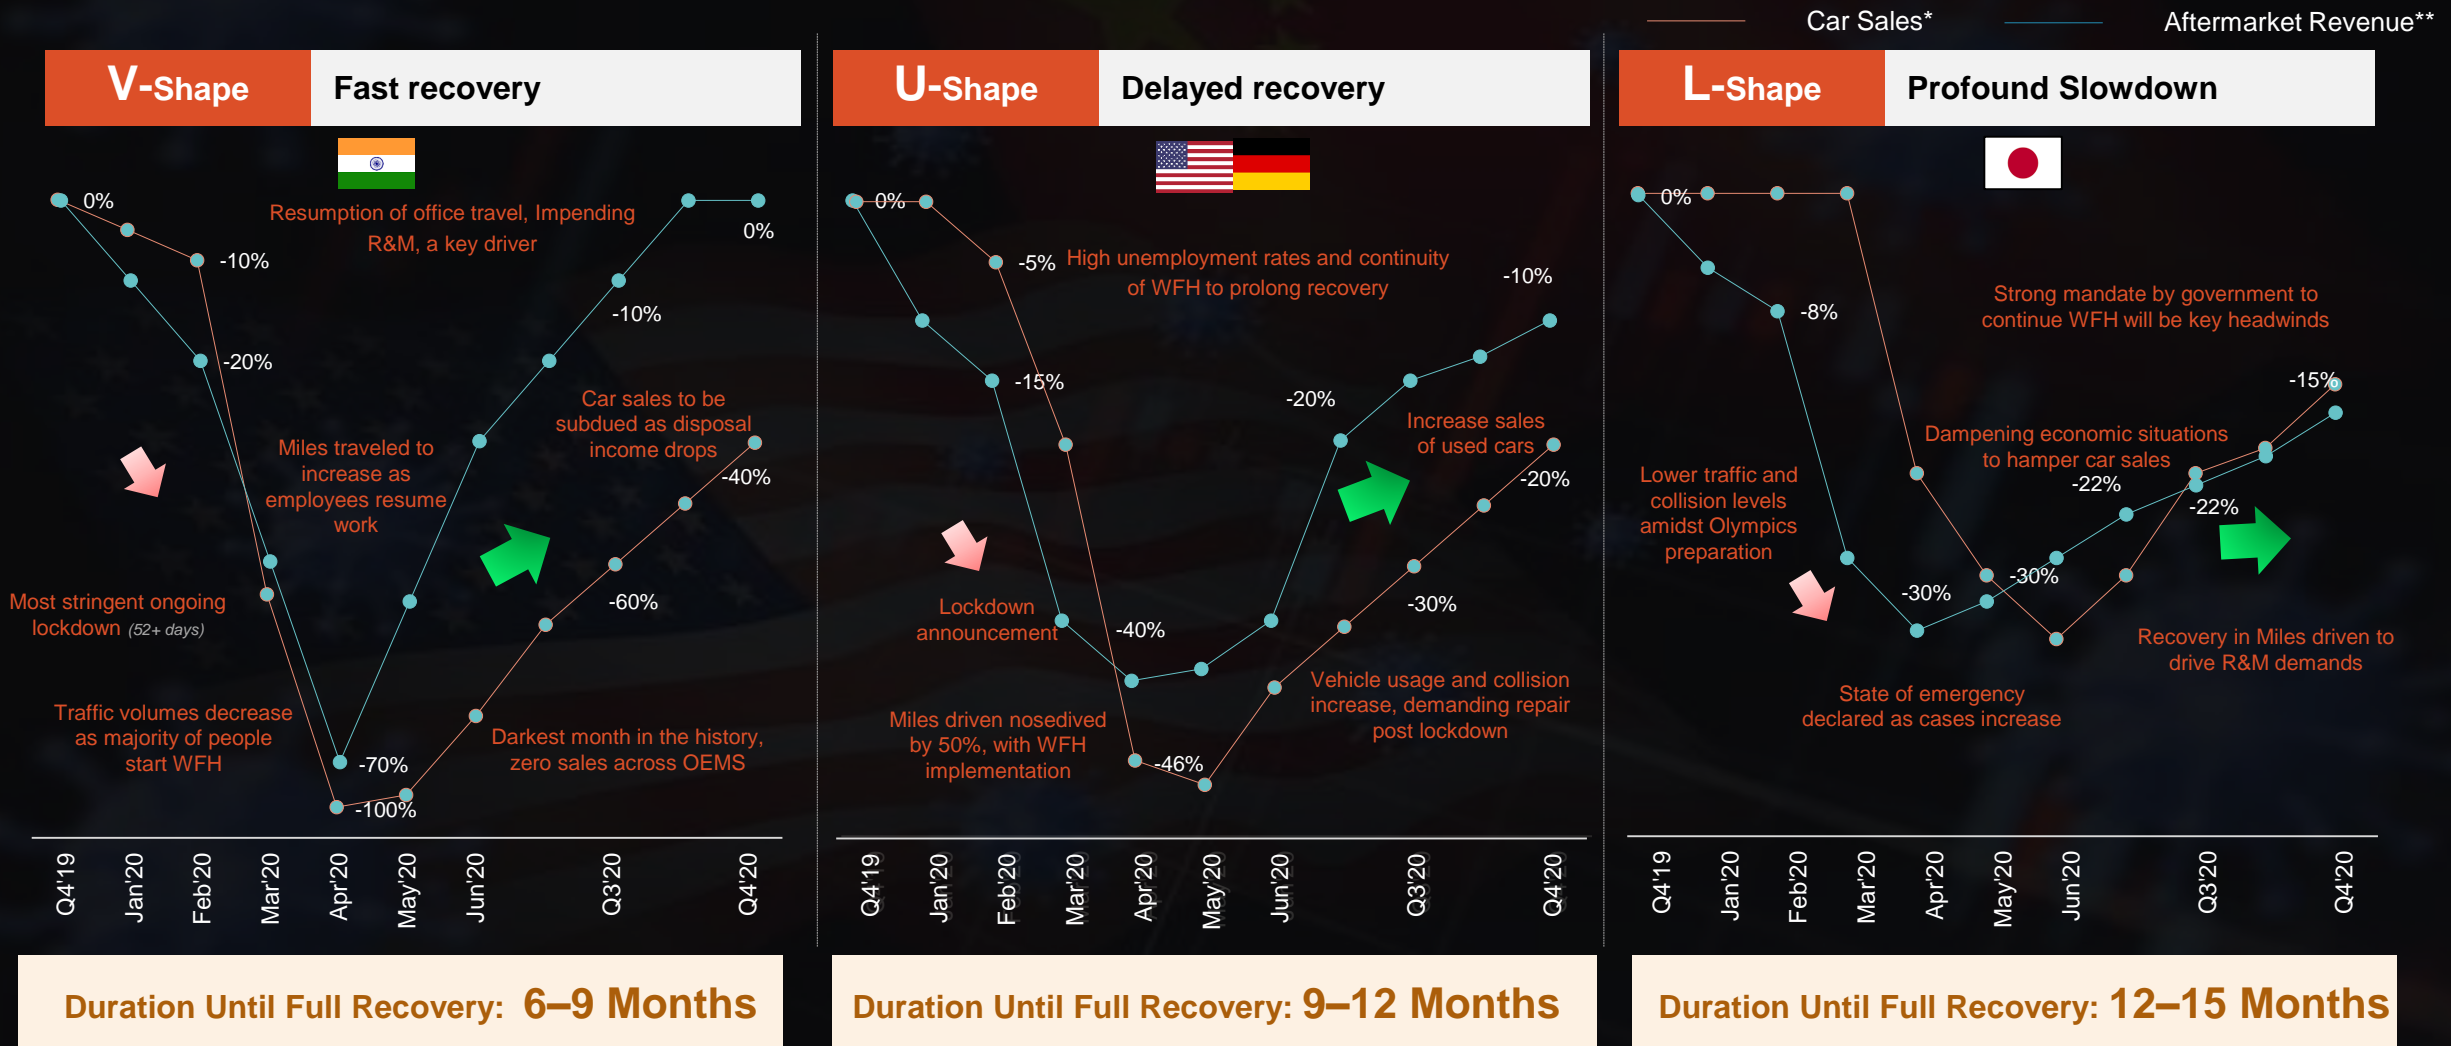 Car Sales*
Aftermarket Revenue**
V-Shape
Fast recovery
0%
Resumption of office travel, Impending
R&M, a key driver
0%
-10%
-10%
-20%
Car sales to be
subdued as disposal
income drops
Miles traveled to
increase as
employees resume
work
-40%
Most stringent ongoing
lockdown (52+ days)
-60%
Traffic volumes decrease
as majority of people
start WFH
Darkest month in the history,
zero sales across OEMS
-70%
-100%
Q4'19
Jan'20
Feb'20
Mar'20
Apr'20
May'20
Jun'20
Q3'20
Q4'20
Duration Until Full Recovery: 6–9 Months
U-Shape
Delayed recovery
0%
-5%
High unemployment rates and continuity
of WFH to prolong recovery
-10%
-15%
-20%
Increase sales
of used cars
-20%
Lockdown
announcement
-40%
-30%
Miles driven nosedived
by 50%, with WFH
implementation
-46%
Vehicle usage and collision
increase, demanding repair
post lockdown
Q4'19
Jan'20
Feb'20
Mar'20
Apr'20
May'20
Jun'20
Q3'20
Q4'20
Duration Until Full Recovery: 9–12 Months
L-Shape
Profound Slowdown
0%
-8%
Strong mandate by government to
continue WFH will be key headwinds
-15%
Dampening economic situations
to hamper car sales
-22%
-22%
Lower traffic and
collision levels
amidst Olympics
preparation
-30%
-30%
Recovery in Miles driven to
drive R&M demands
State of emergency
declared as cases increase
Q4'19
Jan'20
Feb'20
Mar'20
Apr'20
May'20
Jun'20
Q3'20
Q4'20
Duration Until Full Recovery: 12–15 Months